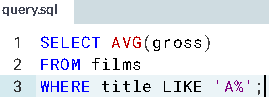 query.sql
1 SELECT AVG(gross)
2 FROM films
3 WHERE title LIKE 'A%';